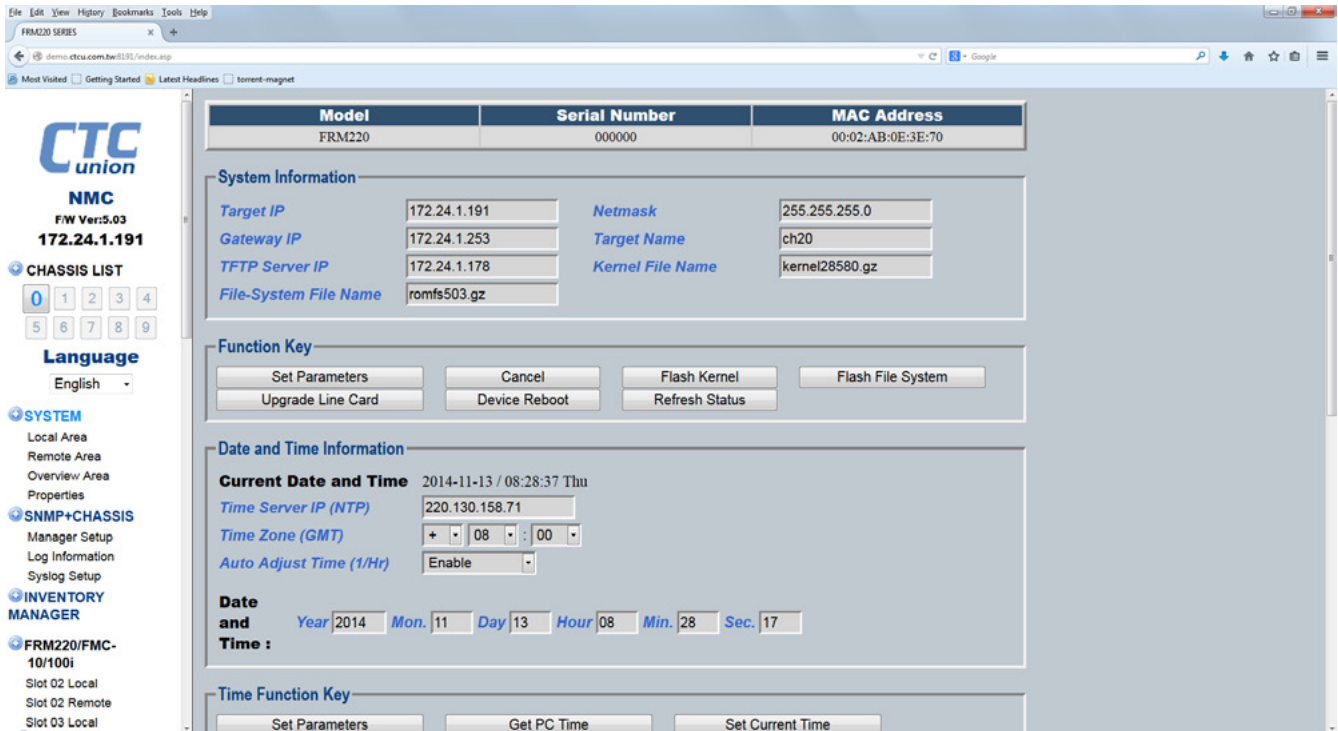 File Edit View History Bookmarks Tools Help
FRM220 SERIES × +
demo.ctcu.com.tw:8191/index.asp
Google
Most Visited Getting Started Latest Headlines torrent-magnet
CTC
union
NMC
F/W Ver:5.03
172.24.1.191
CHASSIS LIST
0 1 2 3 4
5 6 7 8 9
Language
English
SYSTEM
Local Area
Remote Area
Overview Area
Properties
SNMP+CHASSIS
Manager Setup
Log Information
Syslog Setup
INVENTORY
MANAGER
FRM220/FMC-
10/100i
Slot 02 Local
Slot 02 Remote
Slot 03 Local
Model Serial Number MAC Address
FRM220 000000 00:02:AB:0E:3E:70
System Information
Target IP 172.24.1.191 Netmask 255.255.255.0
Gateway IP 172.24.1.253 Target Name ch20
TFTP Server IP 172.24.1.178 Kernel File Name kernel28580.gz
File-System File Name romfs503.gz
Function Key
Set Parameters Cancel Flash Kernel Flash File System
Upgrade Line Card Device Reboot Refresh Status
Date and Time Information
Current Date and Time 2014-11-13 / 08:28:37 Thu
Time Server IP (NTP) 220.130.158.71
Time Zone (GMT) + 08 : 00
Auto Adjust Time (1/Hr) Enable
Date
and Year 2014 Mon. 11 Day 13 Hour 08 Min. 28 Sec. 17
Time :
Time Function Key
Set Parameters Get PC Time Set Current Time